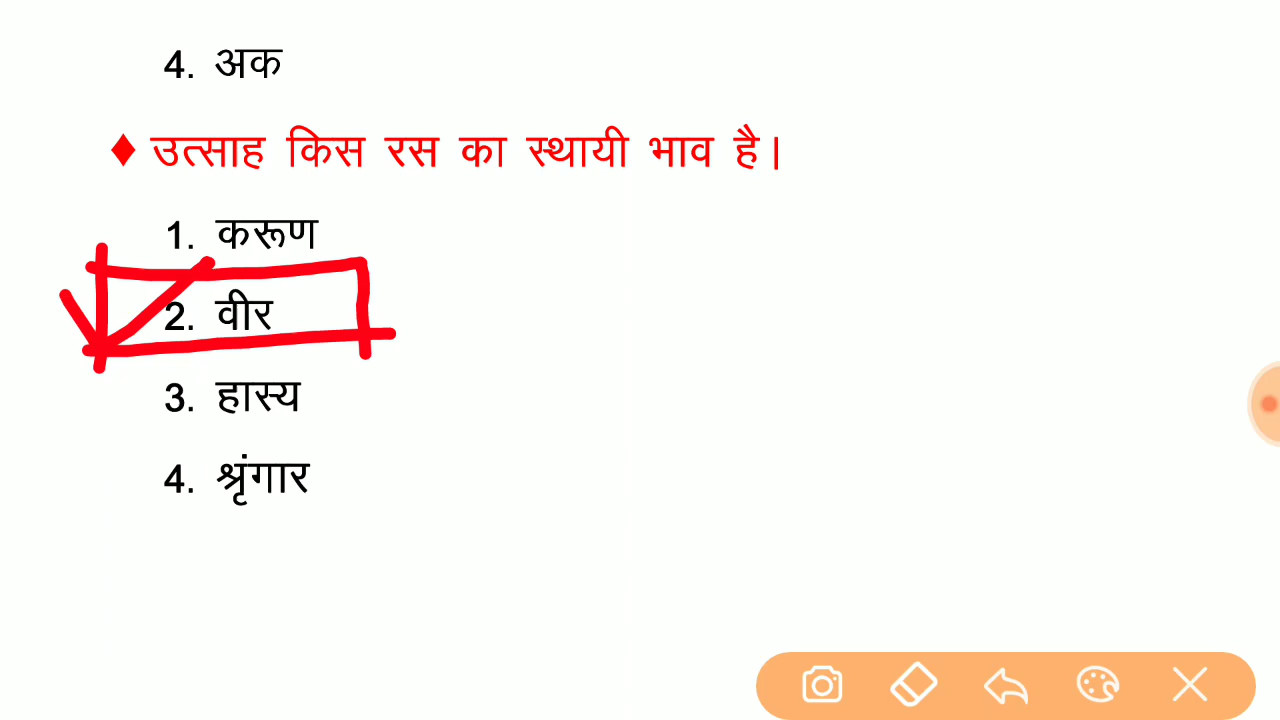 4. अक
♦ उत्साह किस रस का स्थायी भाव है।
1. करूण
2. वीर
3. हास्य
4. श्रृंगार